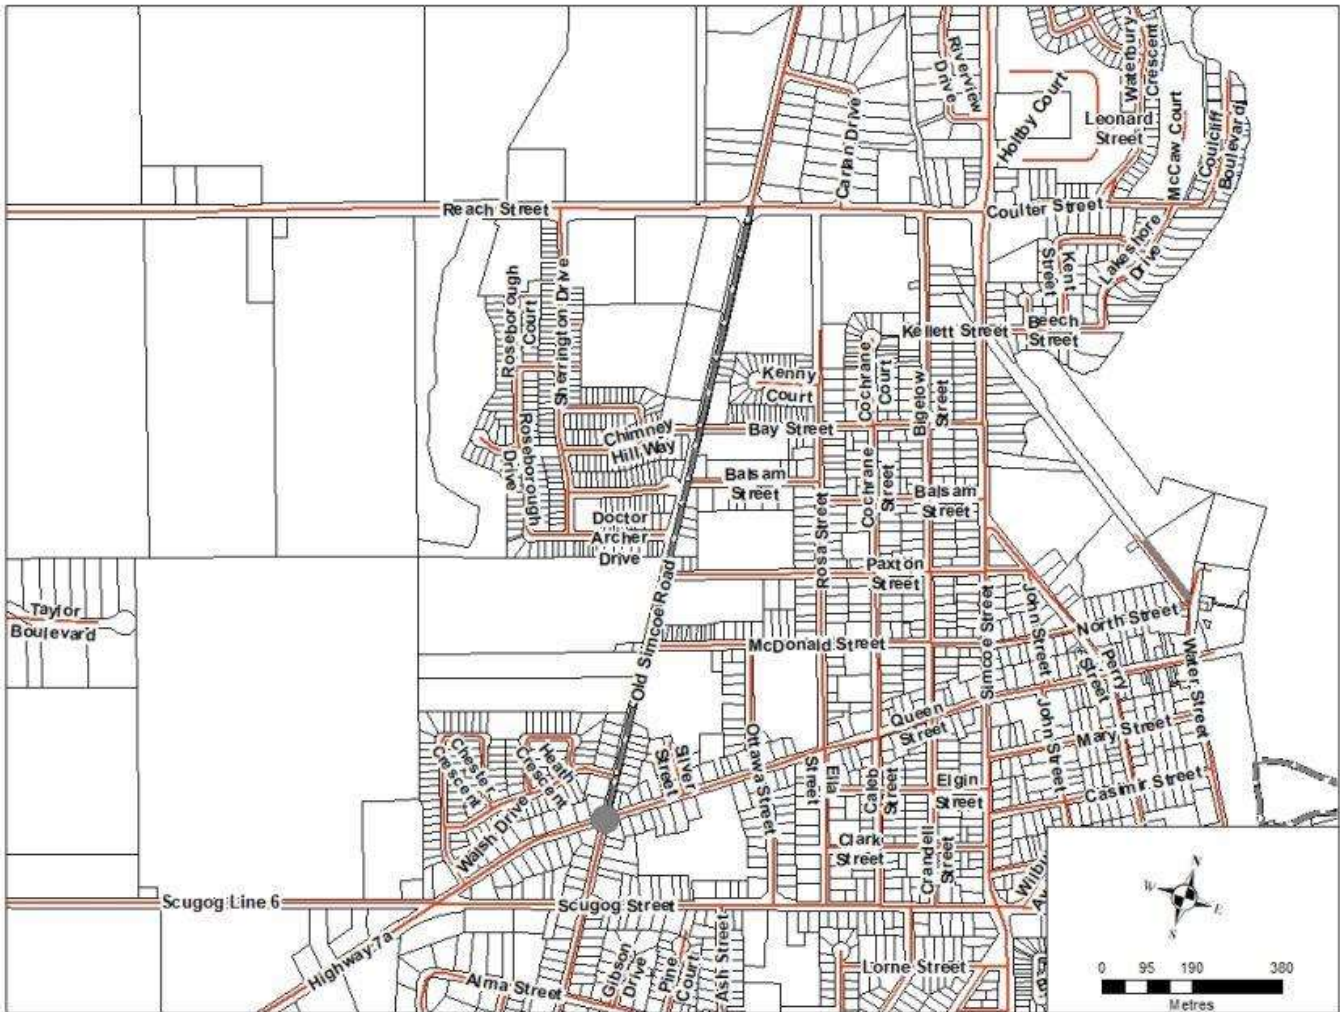 Waterbury
Crescent
Riverview
Drive
Holtby Court
Leonard
Street
McCaw Court
Coulcliff
Boulevard
Carlan Drive
Reach Street
Coulter Street
Lakeshore
Drive
Kent
Street
Roseborough
Court
Sherrington Drive
Kellett Street
Beech
Street
Kenny
Court
Cochrane
Court
Bigelow
Street
Chimney
Hill Way
Bay Street
Roseborough
Drive
Balsam
Street
Cochrane
Street
Balsam
Street
Rosa Street
Doctor
Archer
Drive
Paxton
Street
Old Simcoe Road
Simcoe Street
John Street
North Street
Taylor
Boulevard
McDonald Street
Perry
Street
Water Street
Queen
Street
John Street
Mary Street
Chester
Crescent
Heath
Crescent
Silver
Street
Ottawa Street
Ella
Street
Caleb
Street
Elgin
Street
Casimir Street
Walsh Drive
Clark
Street
Crandell
Street
Wilbu
Scugog Line 6
Scugog Street
Highway 7a
Alma Street
Gibson
Drive
Pine
Court
Ash Street
Lorne Street
N
W
E
S
0 95 190 380
Metres